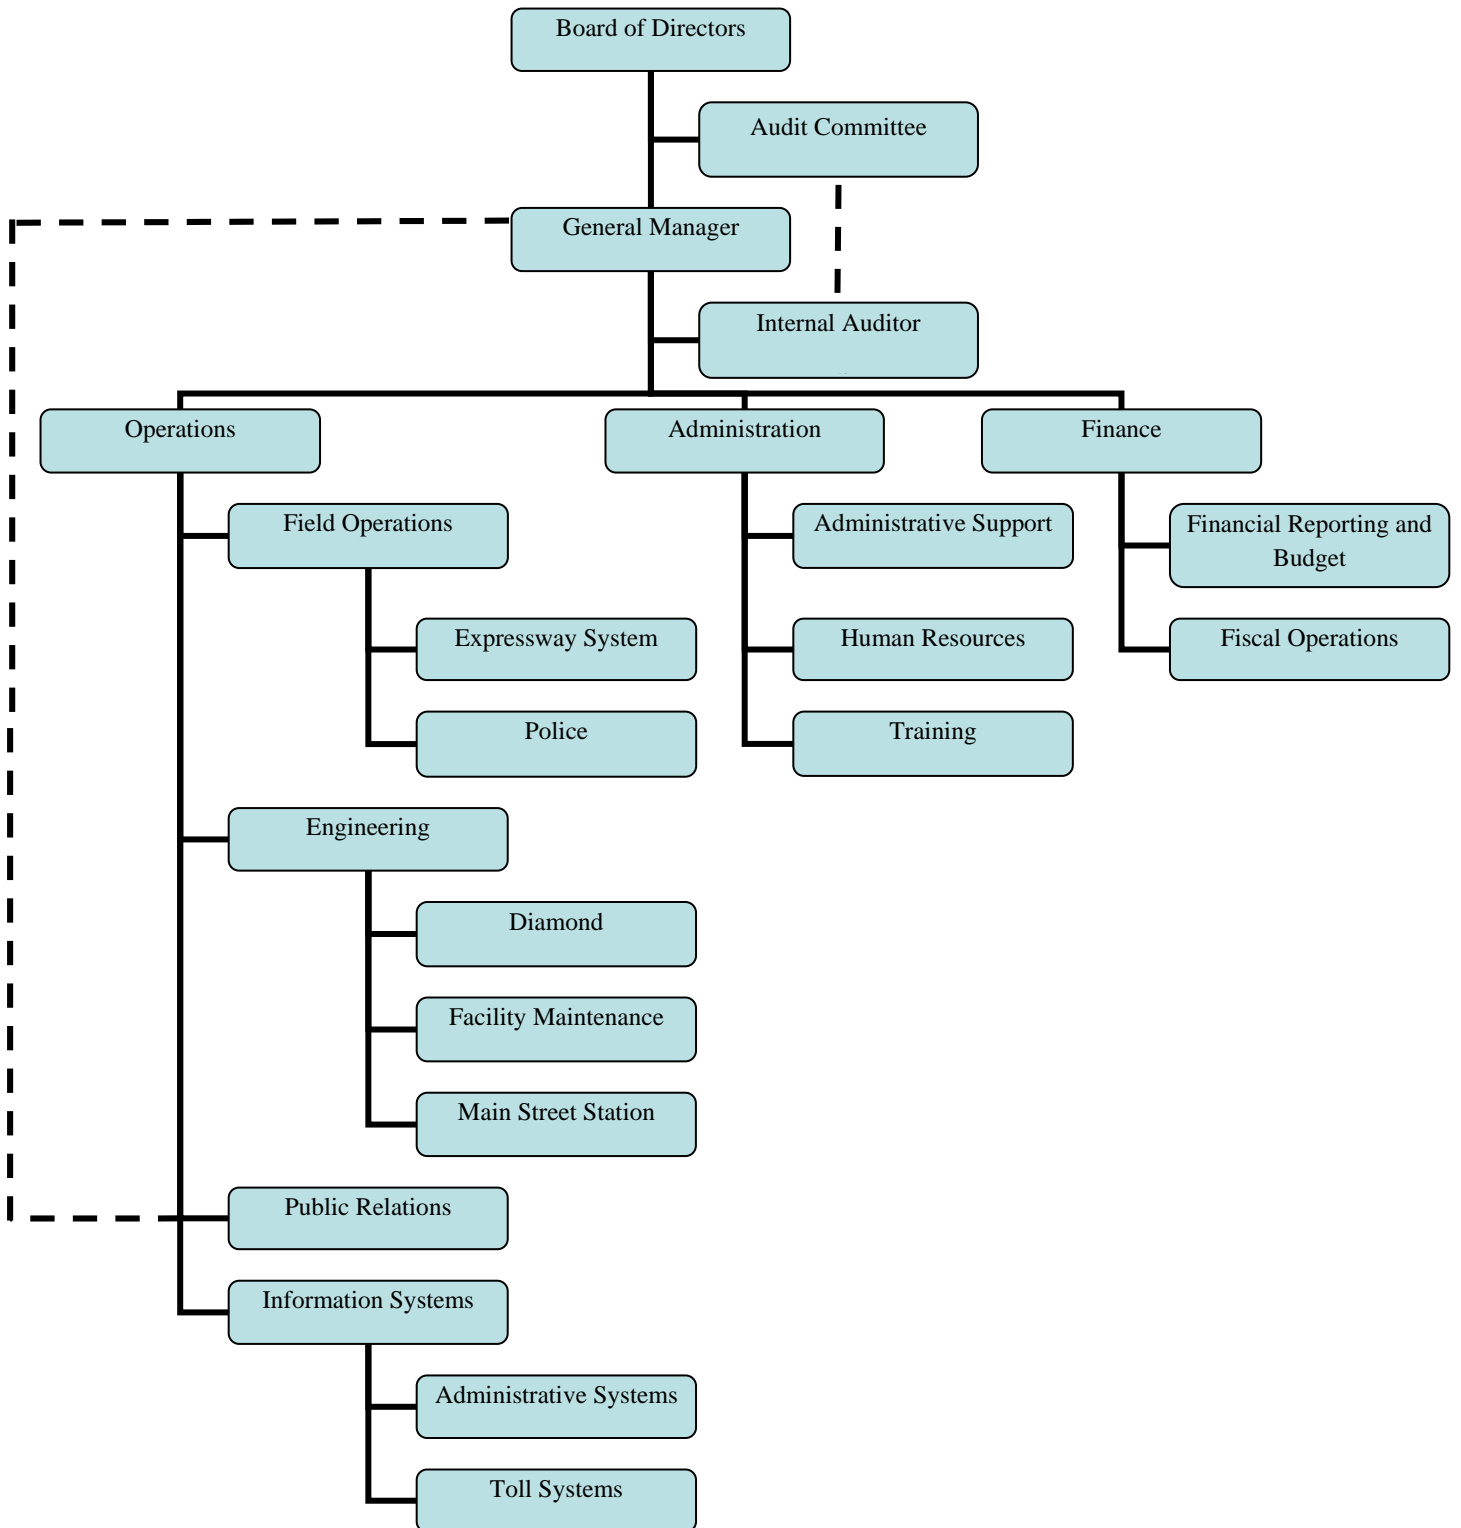 Board of Directors
Audit Committee
General Manager
Internal Auditor
Operations
Administration
Finance
Field Operations
Administrative Support
Financial Reporting and
Budget
Expressway System
Human Resources
Fiscal Operations
Police
Training
Engineering
Diamond
Facility Maintenance
Main Street Station
Public Relations
Information Systems
Administrative Systems
Toll Systems